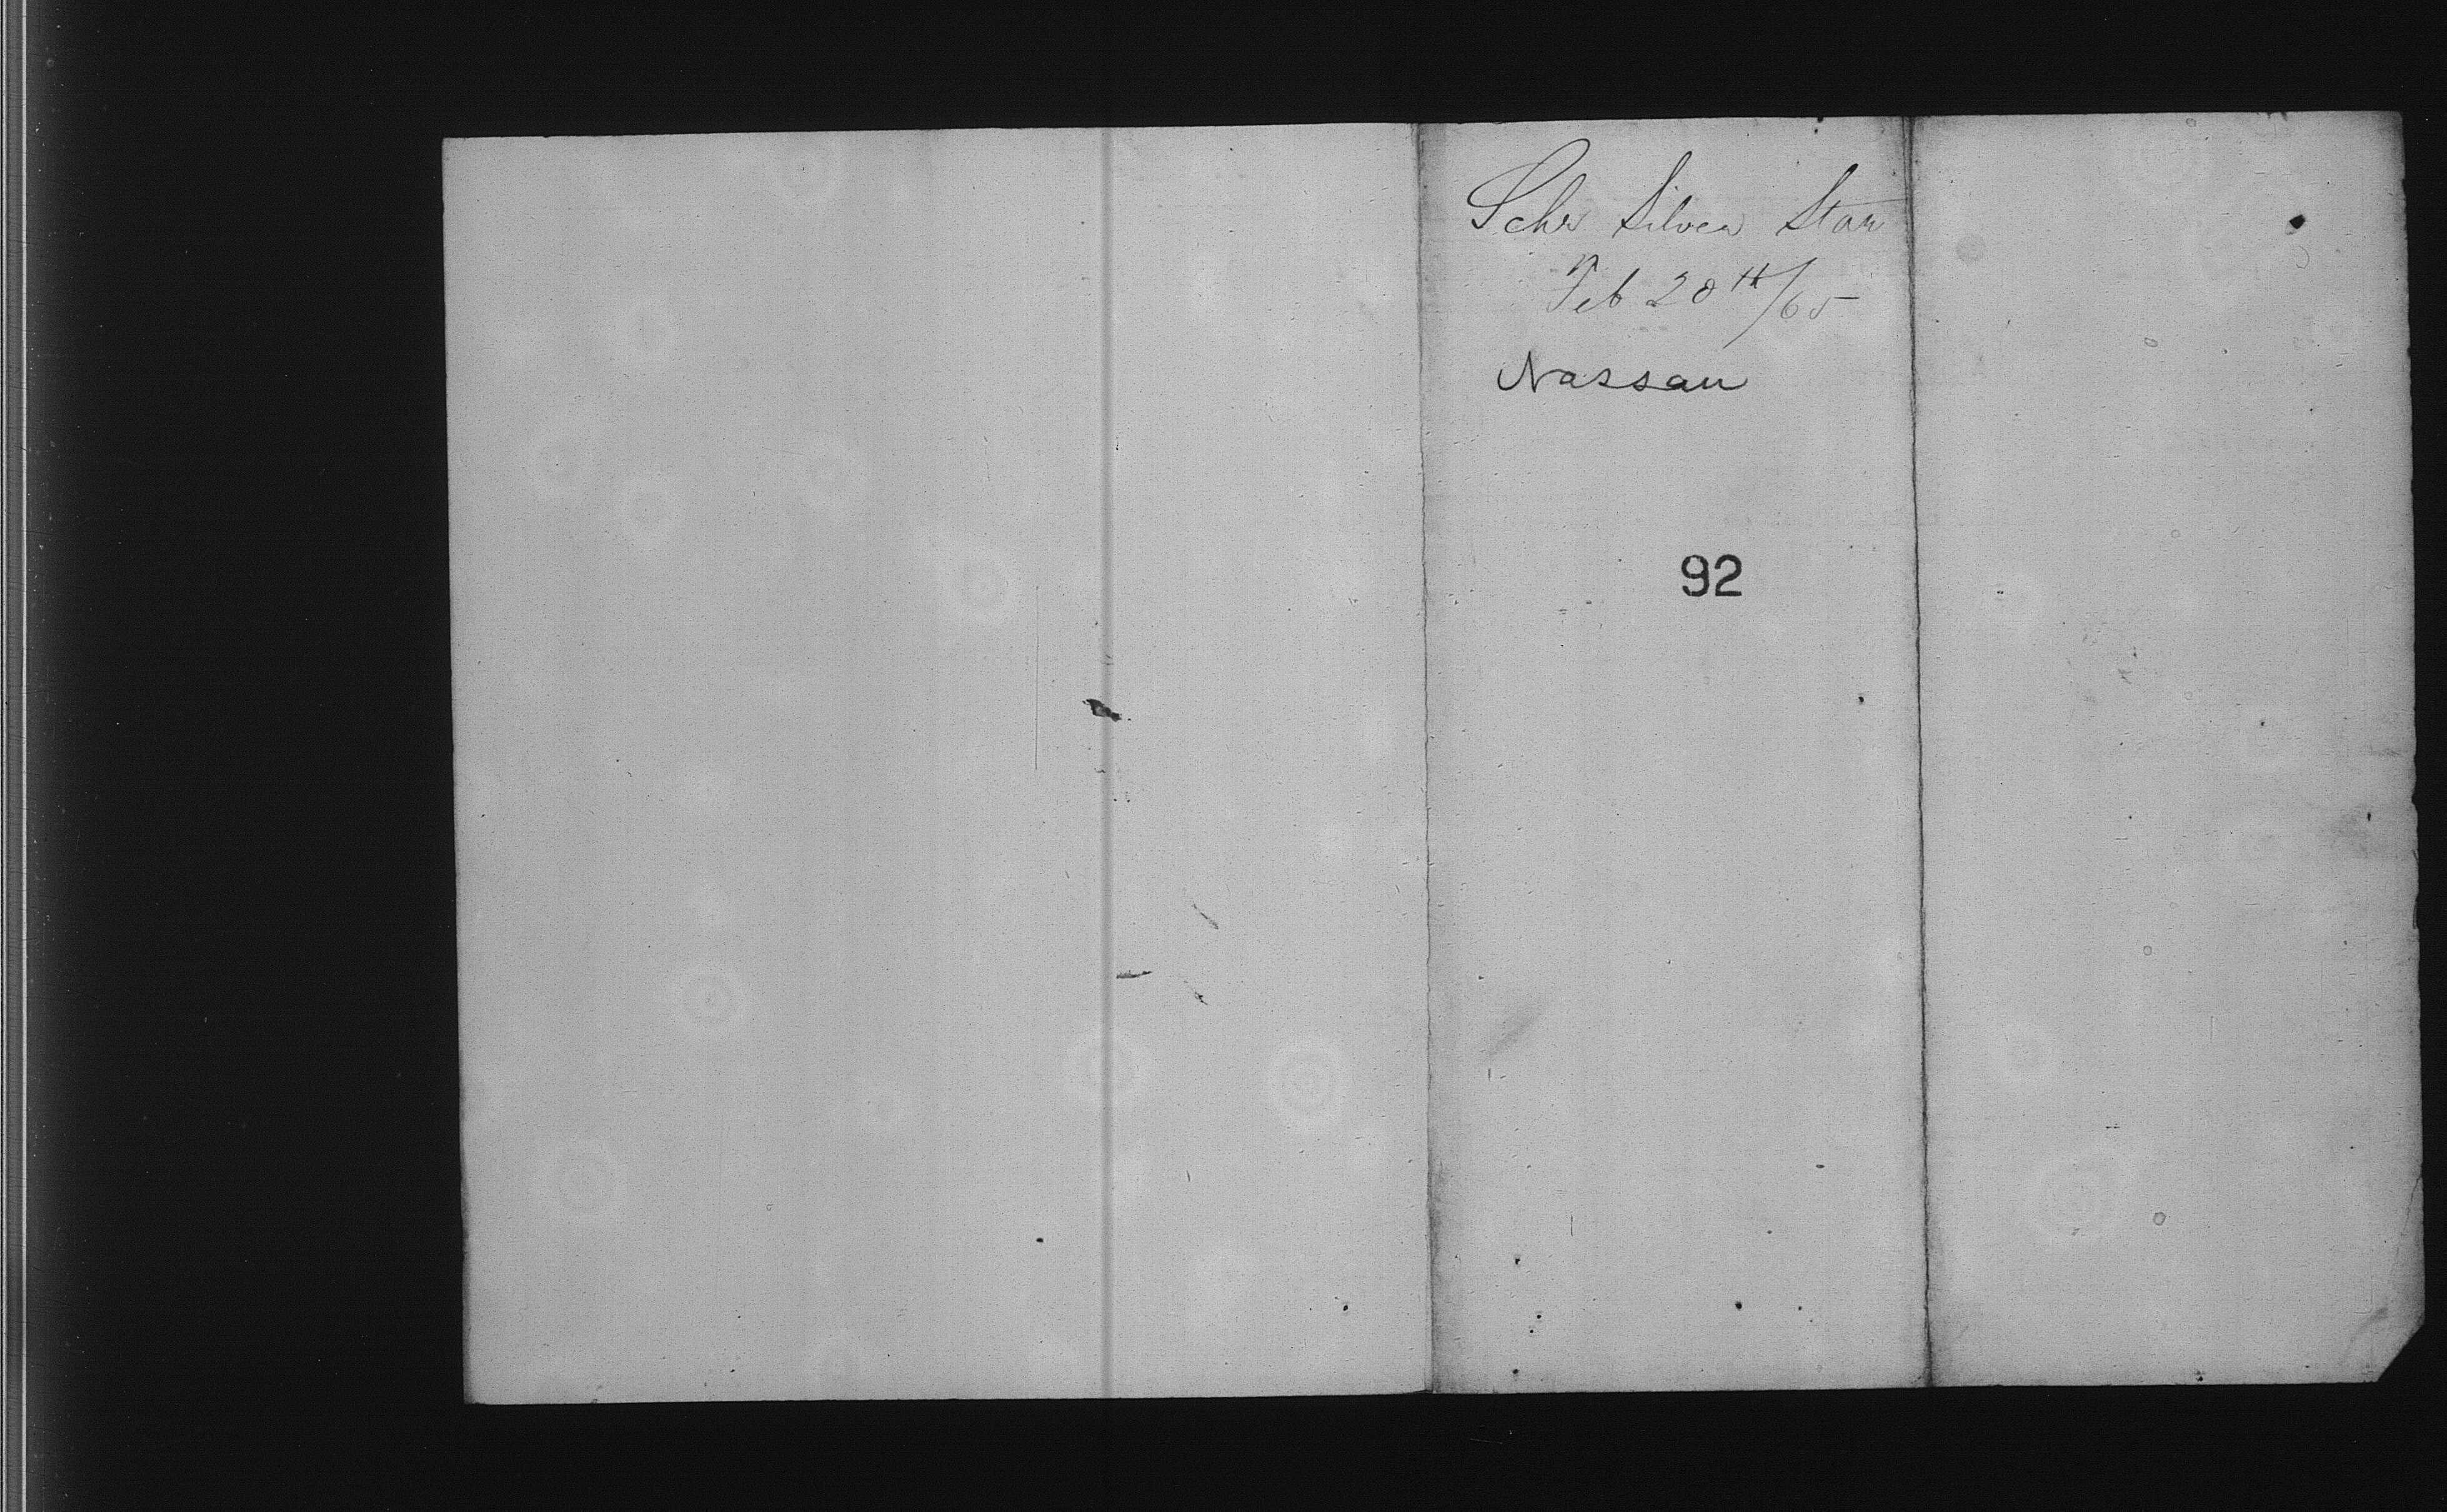 Schr Silver Star
Feb 20th/65
Nassau
92